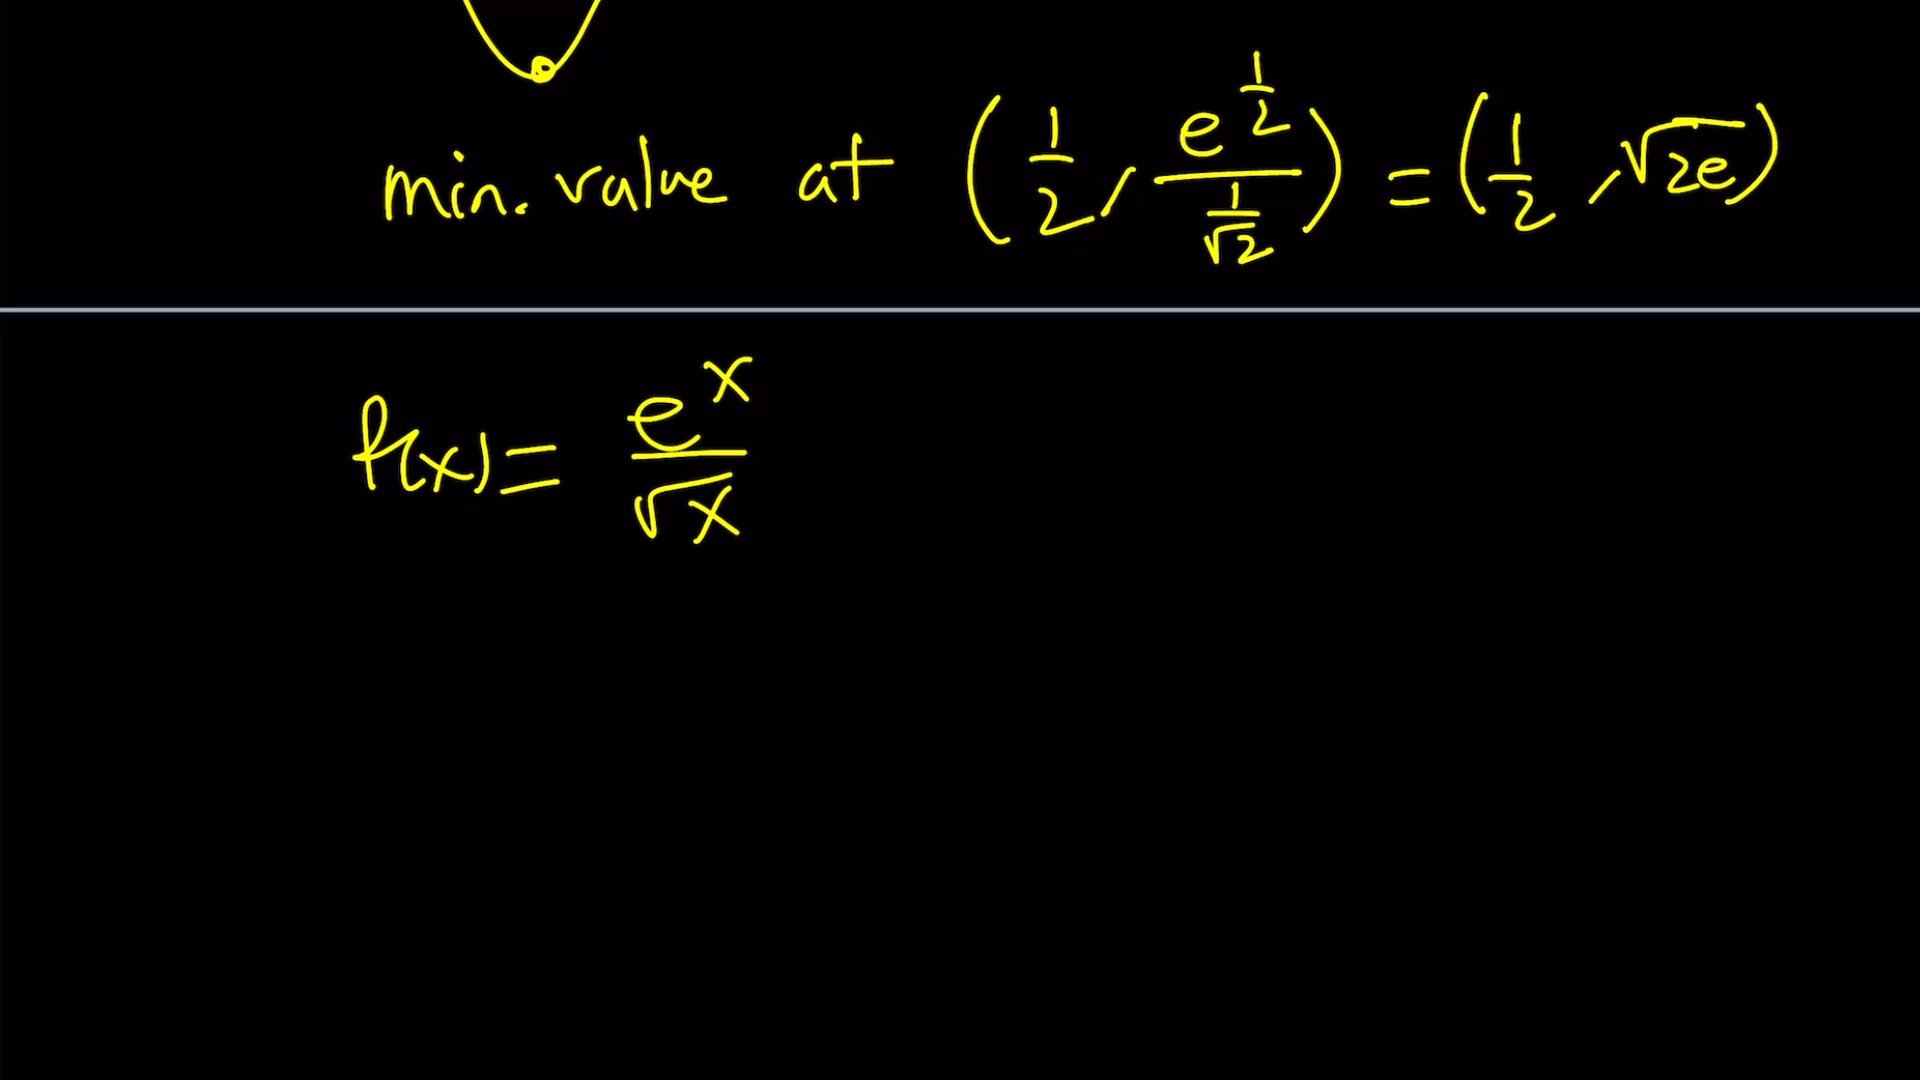 min. value at (1/2, e^(1/2)/(1/√2)) = (1/2, √(2e))
f(x) = e^x/√x